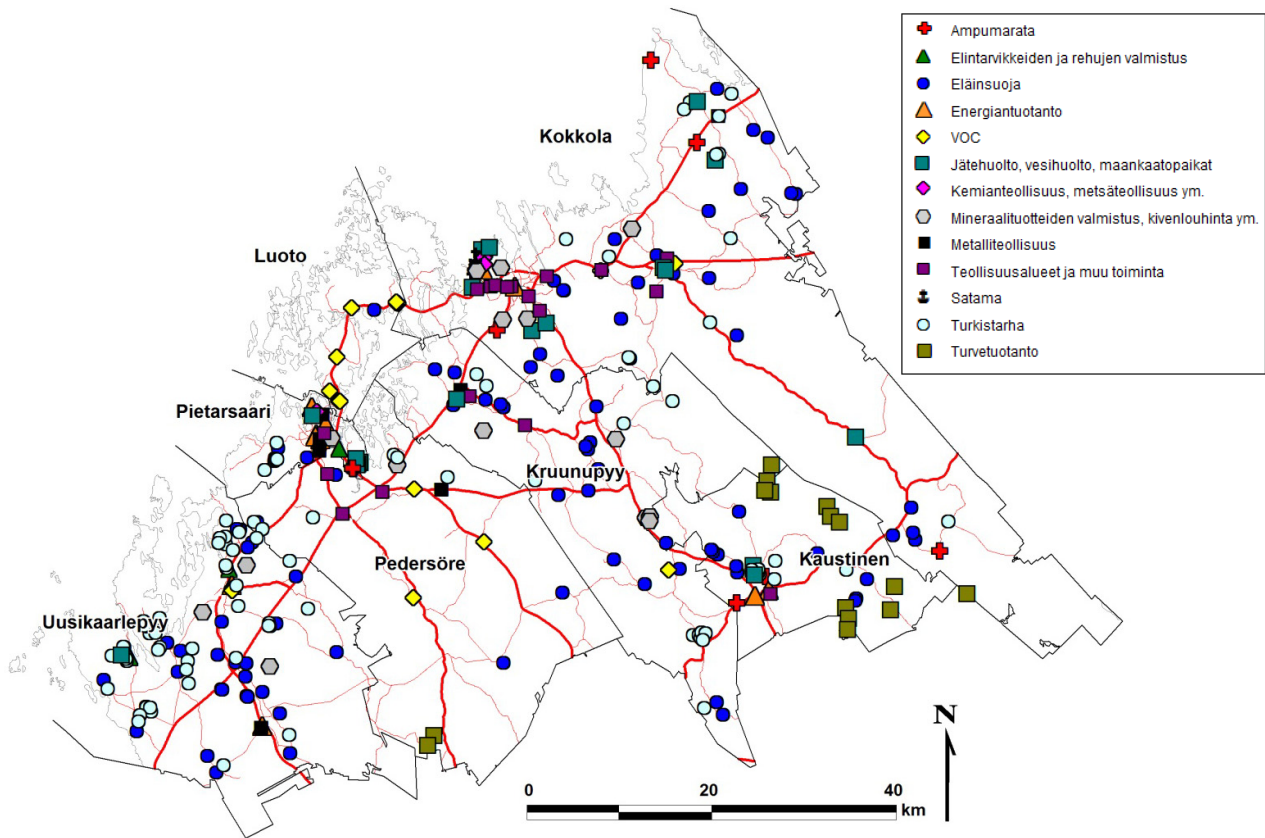 Ampumarata
Elintarvikkeiden ja rehujen valmistus
Eläinsuoja
Energiantuotanto
VOC
Jätehuolto, vesihuolto, maankaatopaikat
Kemianteollisuus, metsäteollisuus ym.
Mineraalituotteiden valmistus, kivenlouhinta ym.
Metalliteollisuus
Teollisuusalueet ja muu toiminta
Satama
Turkistarha
Turvetuotanto
Kokkola
Luoto
Pietarsaari
Kruunupyy
Pedersöre
Kaustinen
Uusikaarlepyy
N
0 20 40
km